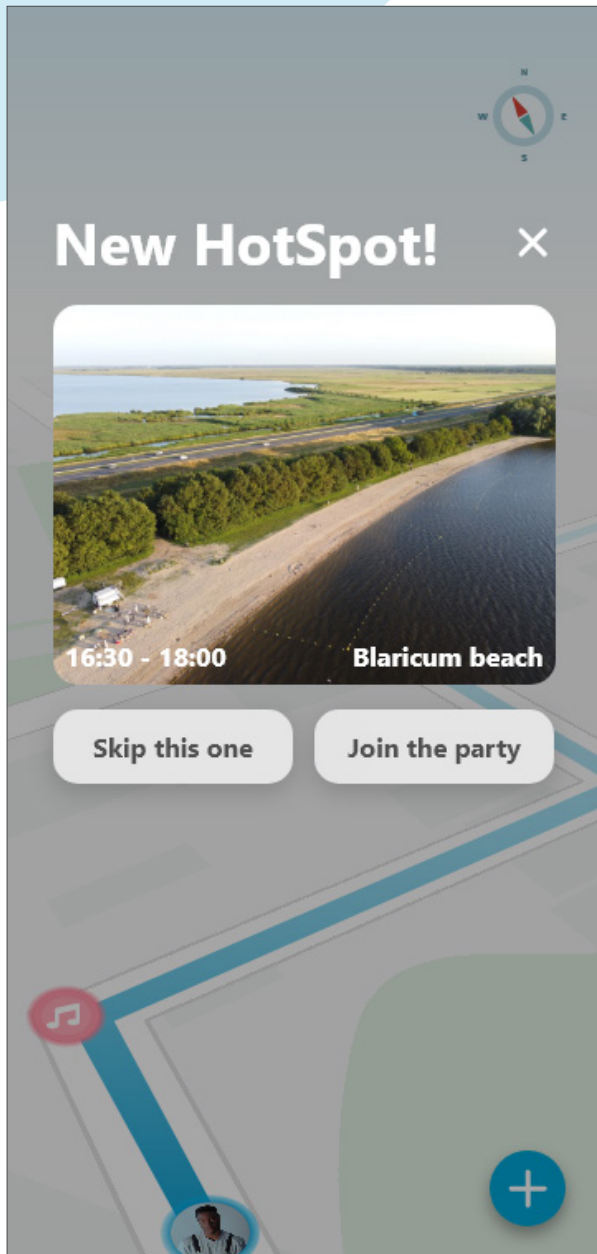 N
W E
S
New HotSpot!
16:30 - 18:00 Blaricum beach
Skip this one Join the party